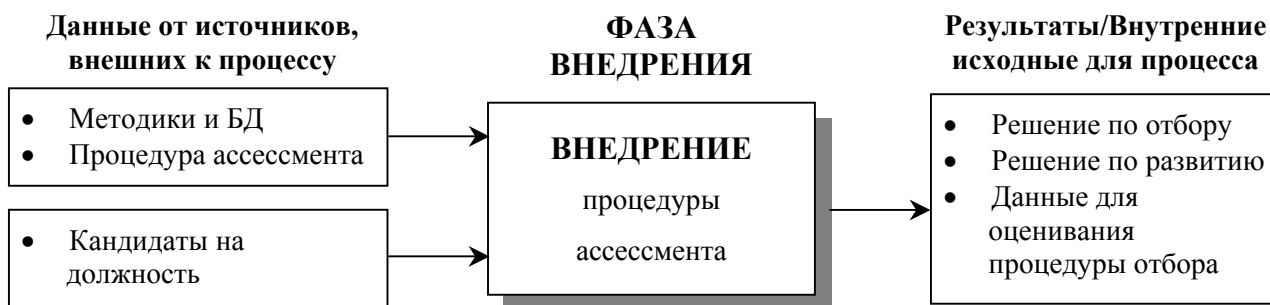 Данные от источников,
внешних к процессу
• Методики и БД
• Процедура ассессмента
• Кандидаты на
должность
ФАЗА
ВНЕДРЕНИЯ
ВНЕДРЕНИЕ
процедуры
ассессмента
Результаты/Внутренние
исходные для процесса
• Решение по отбору
• Решение по развитию
• Данные для
оценивания
процедуры отбора